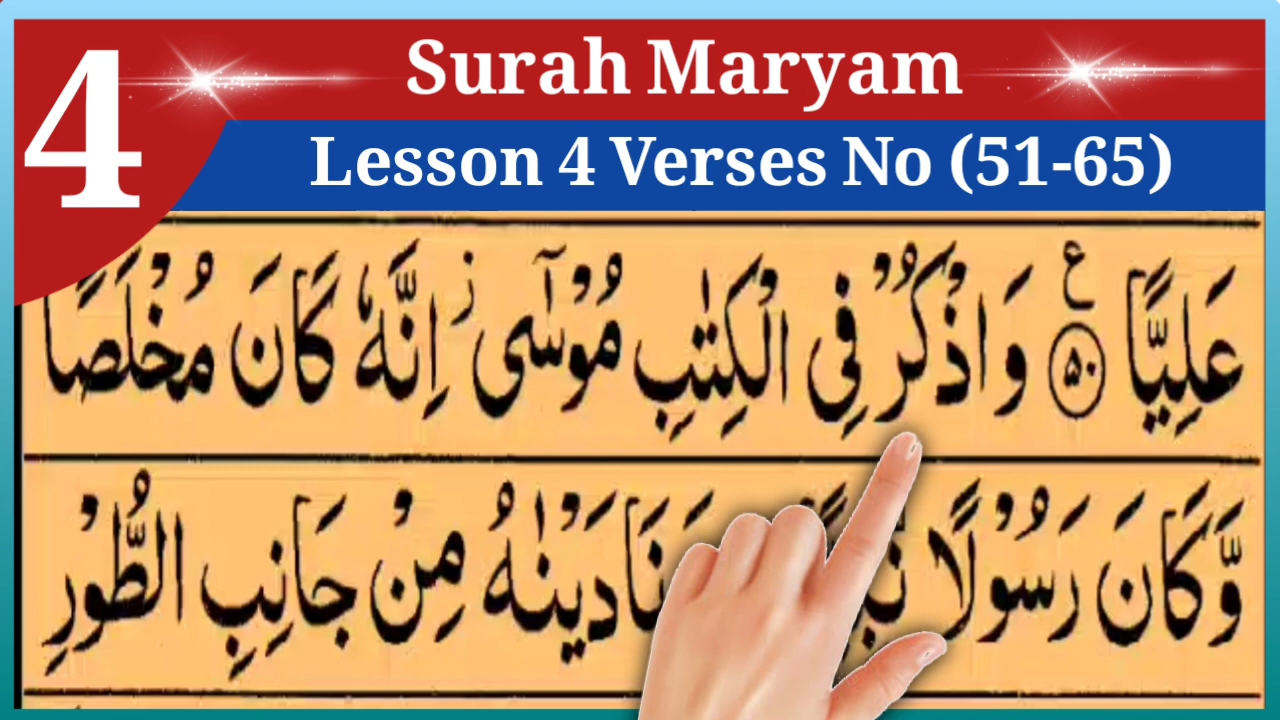 4
Surah Maryam
Lesson 4 Verses No (51-65)
عَلِيًّا ۝٥٠ ع وَاذْكُرْ فِى الْكِتٰبِ مُوْسٰٓى ز اِنَّهٗ كَانَ مُخْلَصًا
وَّكَانَ رَسُوْلًا مِنْ جَانِبِ الطُّوْرِ